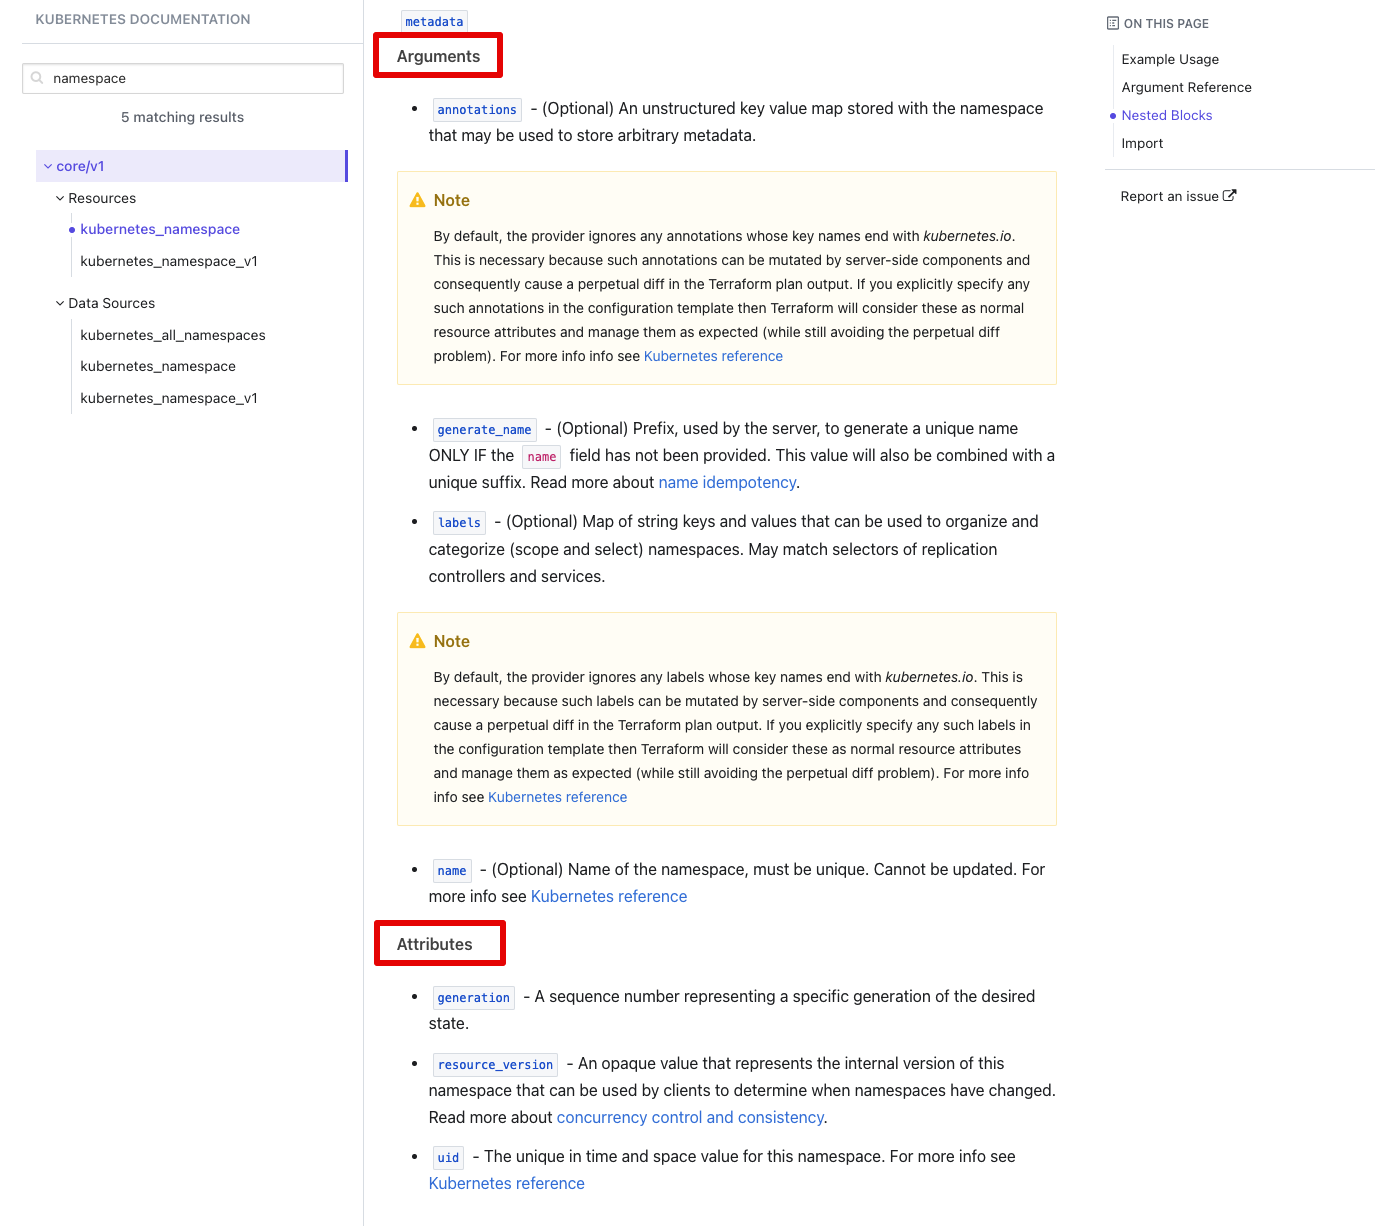 KUBERNETES DOCUMENTATION
namespace
5 matching results
core/v1
Resources
kubernetes_namespace
kubernetes_namespace_v1
Data Sources
kubernetes_all_namespaces
kubernetes_namespace
kubernetes_namespace_v1
metadata
Arguments
annotations - (Optional) An unstructured key value map stored with the namespace
that may be used to store arbitrary metadata.
Note
By default, the provider ignores any annotations whose key names end with kubernetes.io.
This is necessary because such annotations can be mutated by server-side components and
consequently cause a perpetual diff in the Terraform plan output. If you explicitly specify any
such annotations in the configuration template then Terraform will consider these as normal
resource attributes and manage them as expected (while still avoiding the perpetual diff
problem). For more info info see Kubernetes reference
generate_name - (Optional) Prefix, used by the server, to generate a unique name
ONLY IF the name field has not been provided. This value will also be combined with a
unique suffix. Read more about name idempotency.
labels - (Optional) Map of string keys and values that can be used to organize and
categorize (scope and select) namespaces. May match selectors of replication
controllers and services.
Note
By default, the provider ignores any labels whose key names end with kubernetes.io. This is
necessary because such labels can be mutated by server-side components and consequently
cause a perpetual diff in the Terraform plan output. If you explicitly specify any such labels in
the configuration template then Terraform will consider these as normal resource attributes
and manage them as expected (while still avoiding the perpetual diff problem). For more info
info see Kubernetes reference
name - (Optional) Name of the namespace, must be unique. Cannot be updated. For
more info see Kubernetes reference
Attributes
generation - A sequence number representing a specific generation of the desired
state.
resource_version - An opaque value that represents the internal version of this
namespace that can be used by clients to determine when namespaces have changed.
Read more about concurrency control and consistency.
uid - The unique in time and space value for this namespace. For more info see
Kubernetes reference
ON THIS PAGE
Example Usage
Argument Reference
Nested Blocks
Import
Report an issue